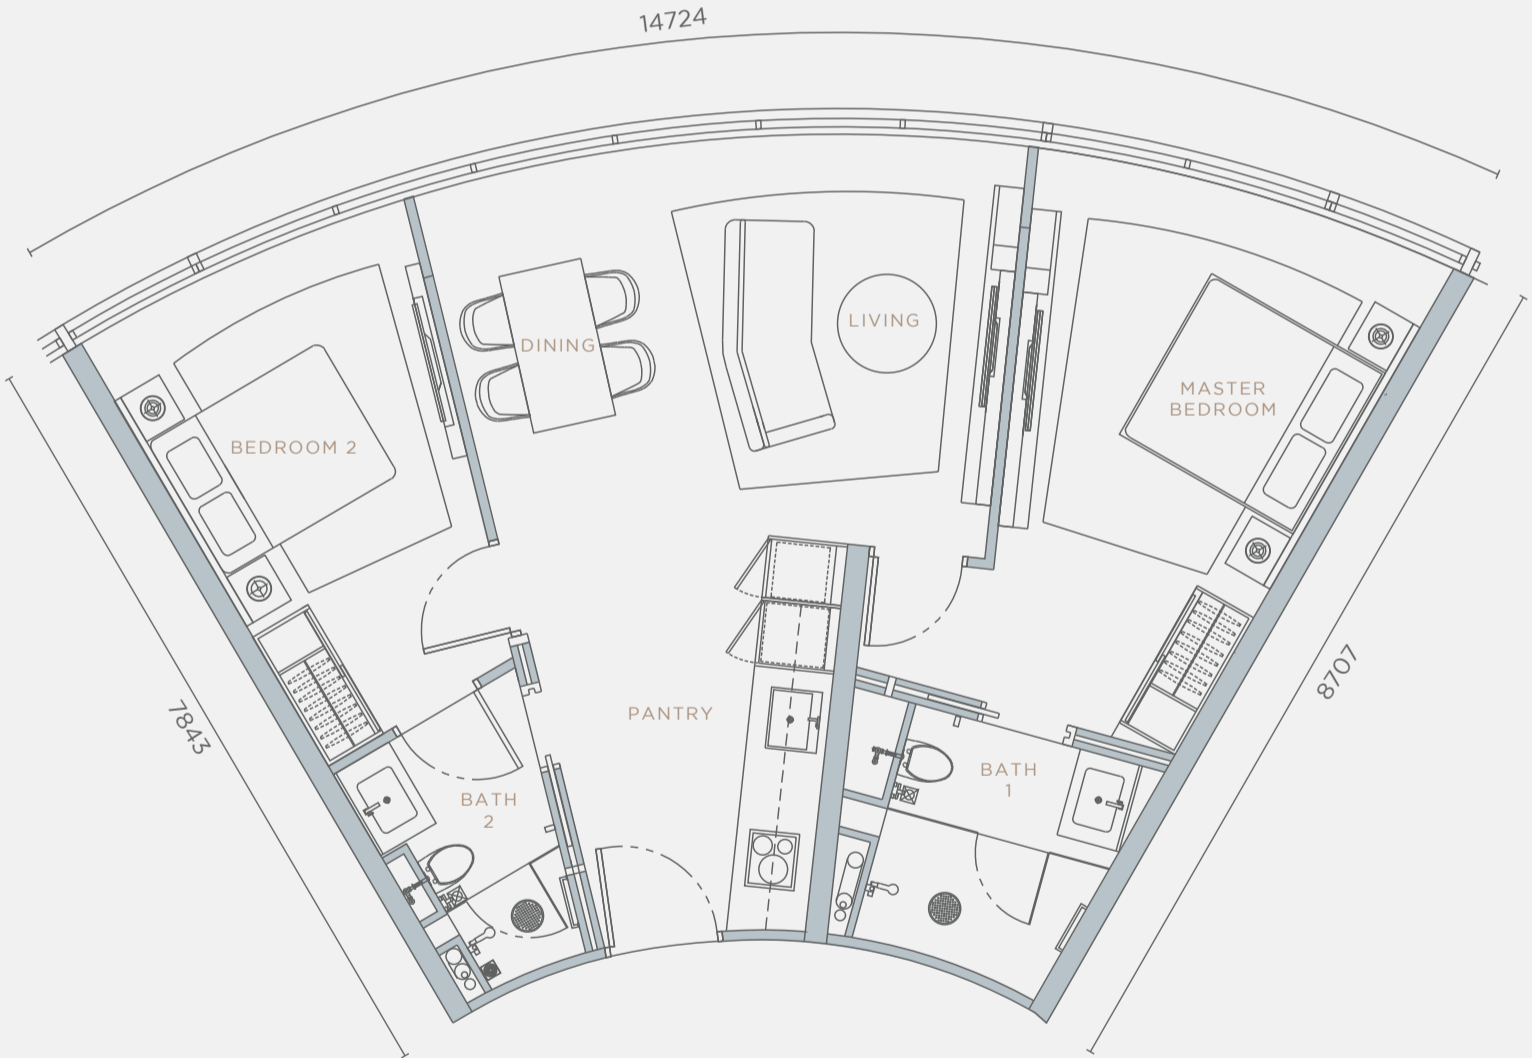 14724
LIVING
DINING
MASTER
BEDROOM
BEDROOM 2
8707
7843
PANTRY
BATH
1
BATH
2